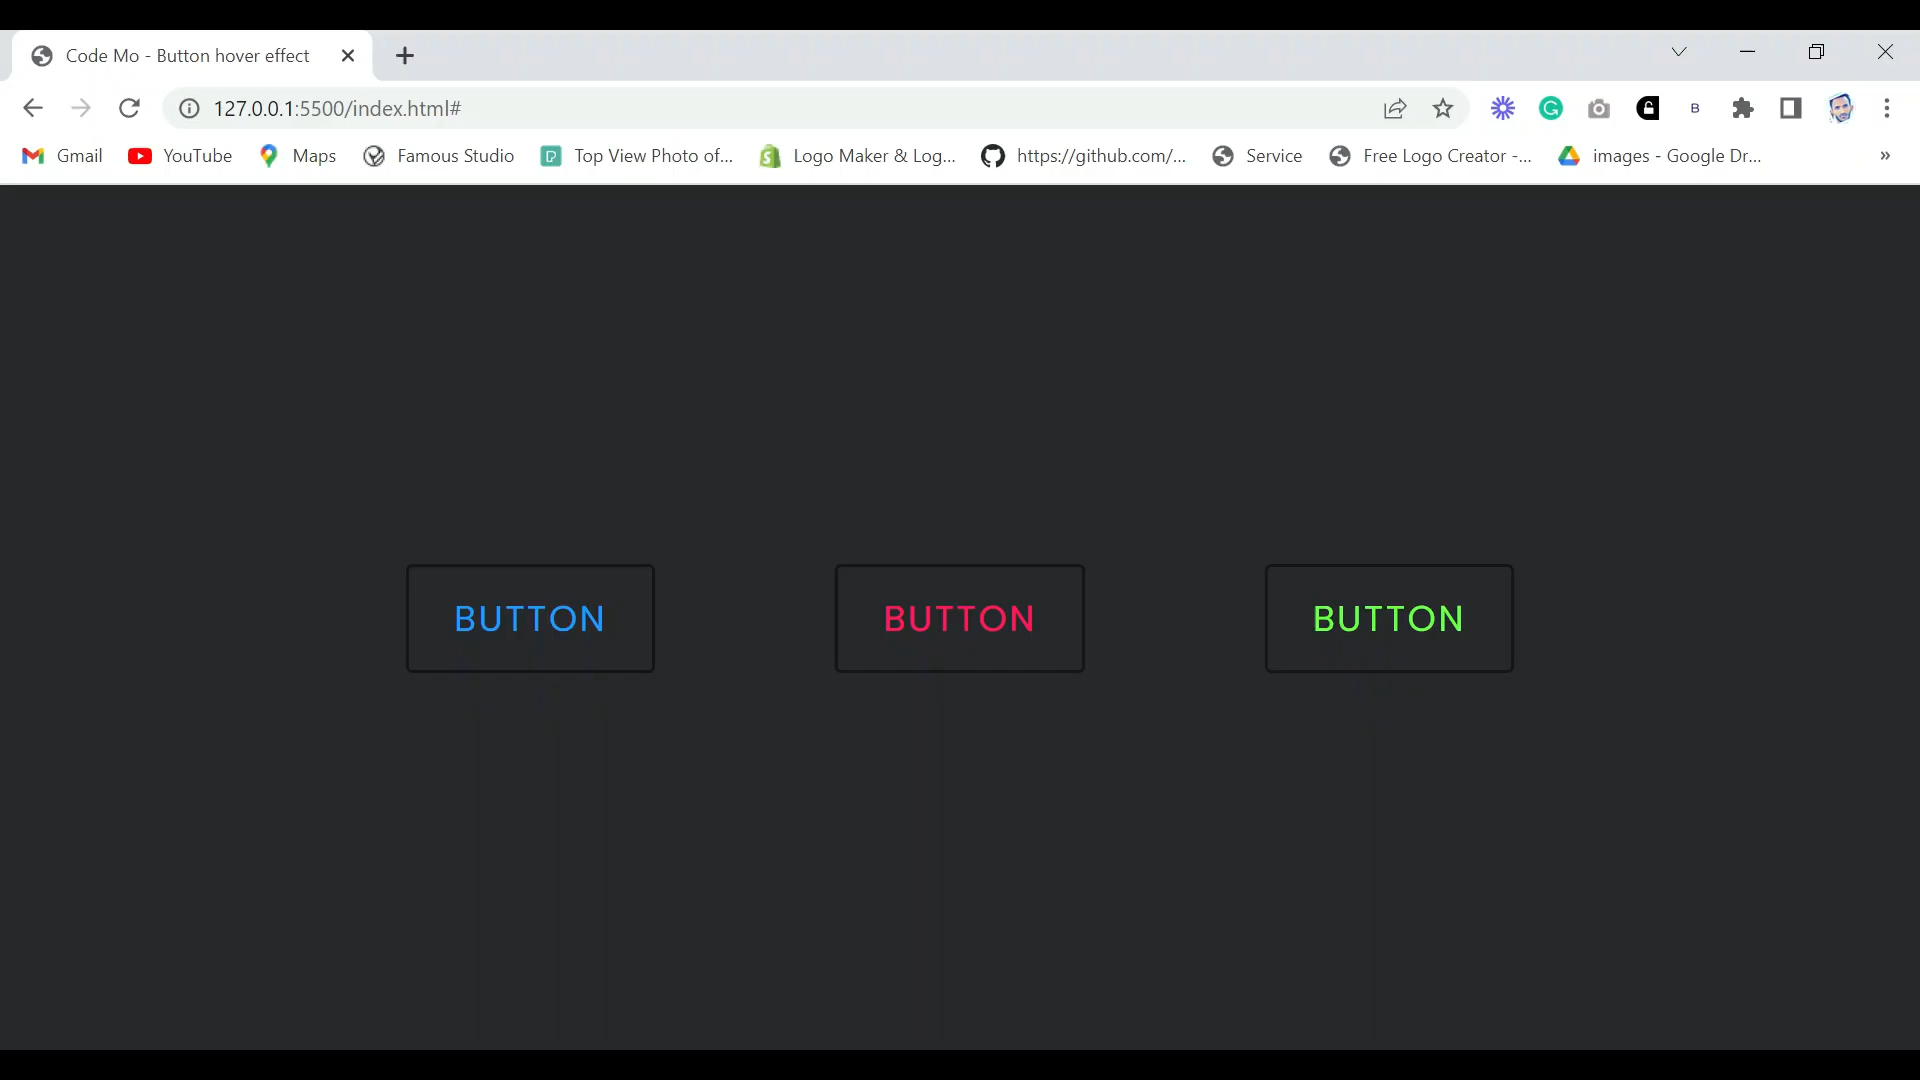 Code Mo - Button hover effect
127.0.0.1:5500/index.html#
B
Gmail YouTube Maps Famous Studio Top View Photo of... Logo Maker & Log... https://github.com/... Service Free Logo Creator -... images - Google Dr... »
BUTTON BUTTON BUTTON